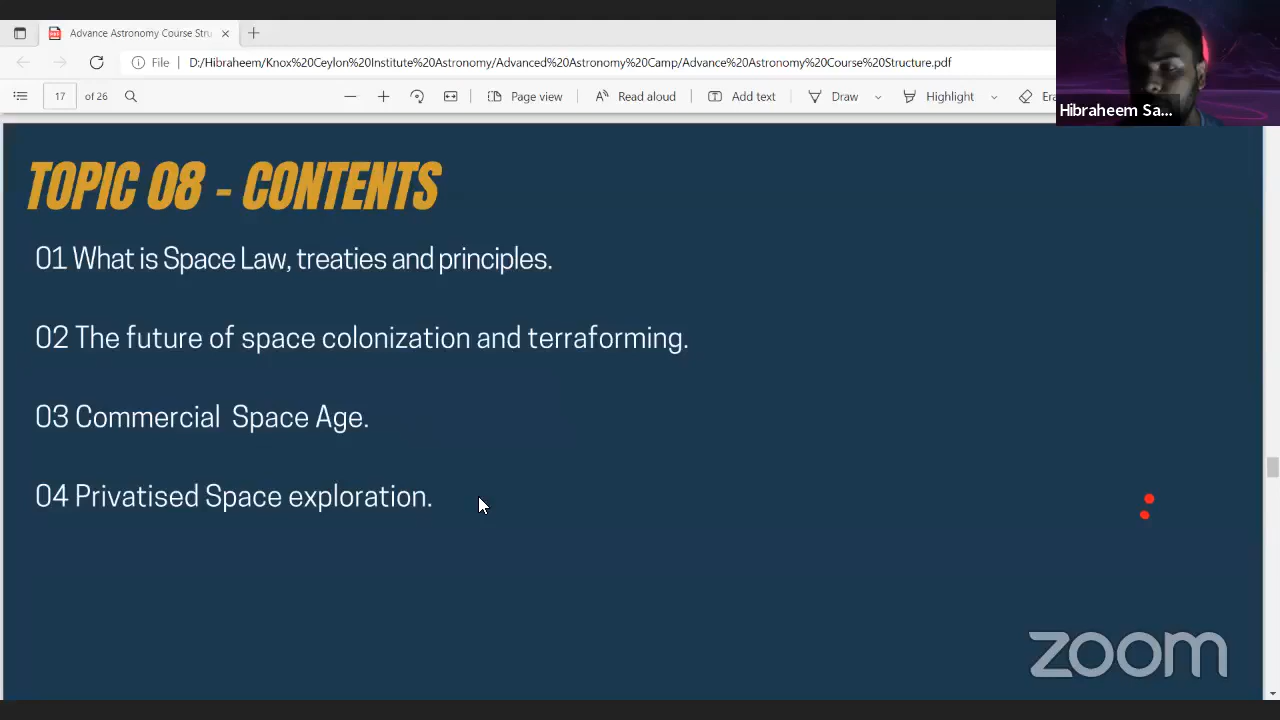 Advance Astronomy Course Stru
File
D:/Hibraheem/Knox%20Ceylon%20Institute%20Astronomy/Advanced%20Astronomy%20Camp/Advance%20Astronomy%20Course%20Structure.pdf
17 of 26
Page view
Read aloud
Add text
Draw
Highlight
Era
Hibraheem Sa...
TOPIC 08 - CONTENTS
01 What is Space Law, treaties and principles.
02 The future of space colonization and terraforming.
03 Commercial Space Age.
04 Privatised Space exploration.
zoom